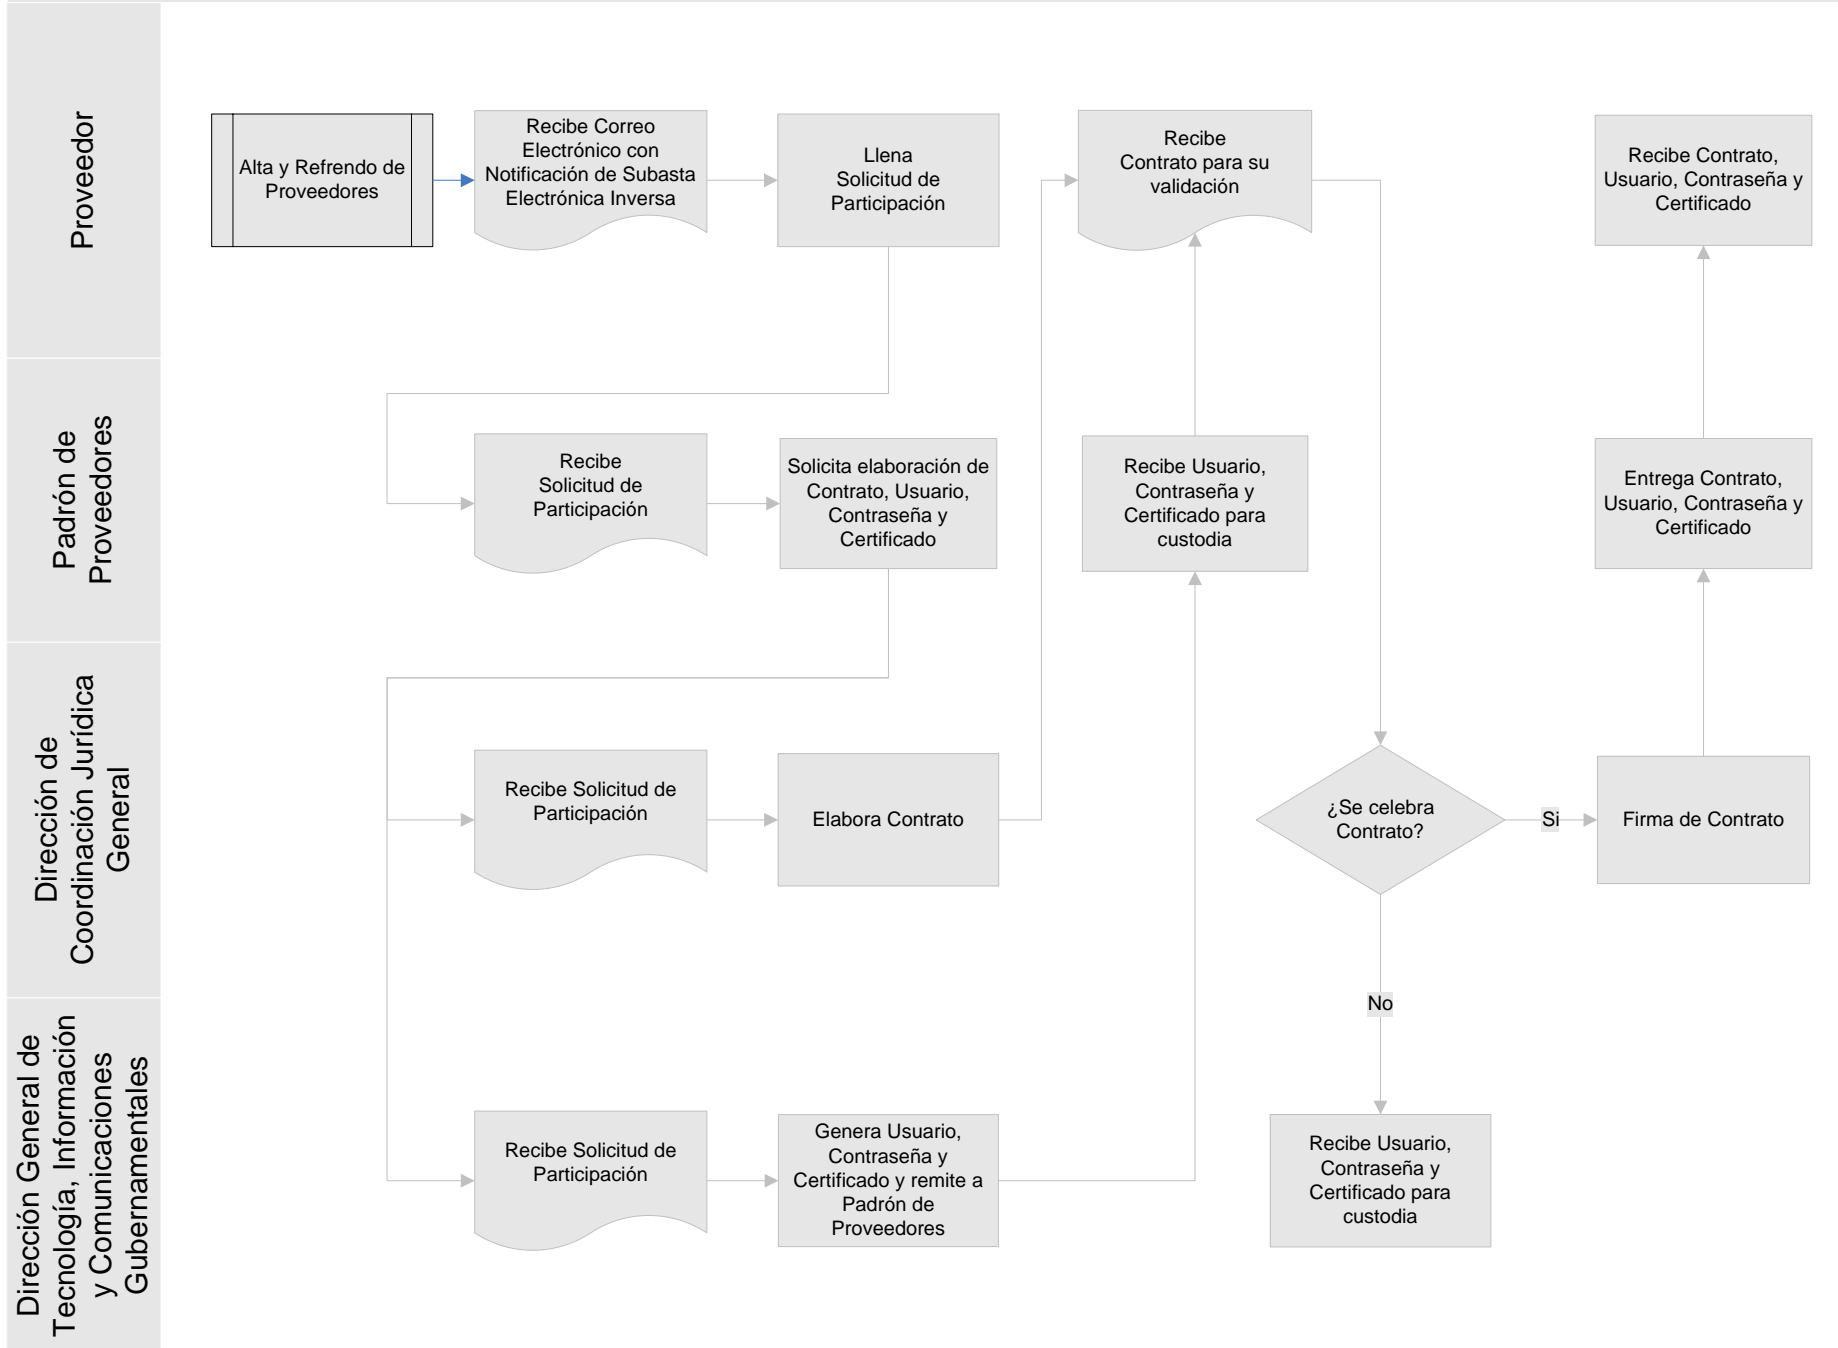 Proveedor
Alta y Refrendo de
Proveedores
Recibe Correo
Electrónico con
Notificación de Subasta
Electrónica Inversa
Llena
Solicitud de
Participación
Recibe
Contrato para su
validación
Recibe Contrato,
Usuario, Contraseña y
Certificado
Padrón de
Proveedores
Recibe
Solicitud de
Participación
Solicita elaboración de
Contrato, Usuario,
Contraseña y
Certificado
Recibe Usuario,
Contraseña y
Certificado para
custodia
Entrega Contrato,
Usuario, Contraseña y
Certificado
Dirección de
Coordinación Jurídica
General
Recibe Solicitud de
Participación
Elabora Contrato
¿Se celebra
Contrato?
Si
Firma de Contrato
No
Dirección General de
Tecnología, Información
y Comunicaciones
Gubernamentales
Recibe Solicitud de
Participación
Genera Usuario,
Contraseña y
Certificado y remite a
Padrón de
Proveedores
Recibe Usuario,
Contraseña y
Certificado para
custodia